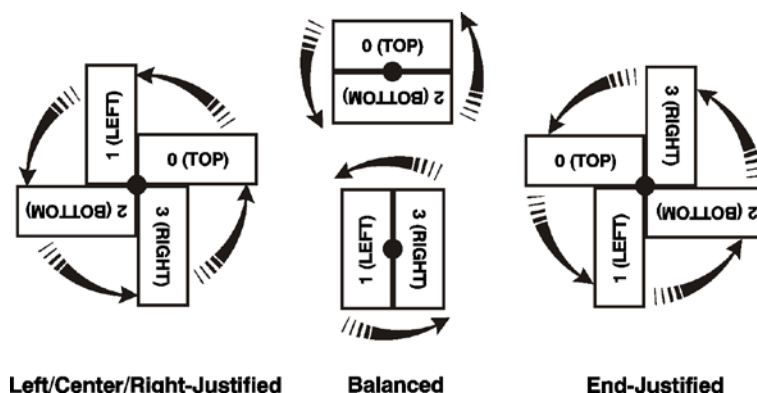 1 (LEFT)
0 (TOP)
2 (BOTTOM)
3 (RIGHT)
Left/Center/Right-Justified
0 (TOP)
2 (BOTTOM)
1 (LEFT)
3 (RIGHT)
Balanced
3 (RIGHT)
0 (TOP)
2 (BOTTOM)
1 (LEFT)
End-Justified